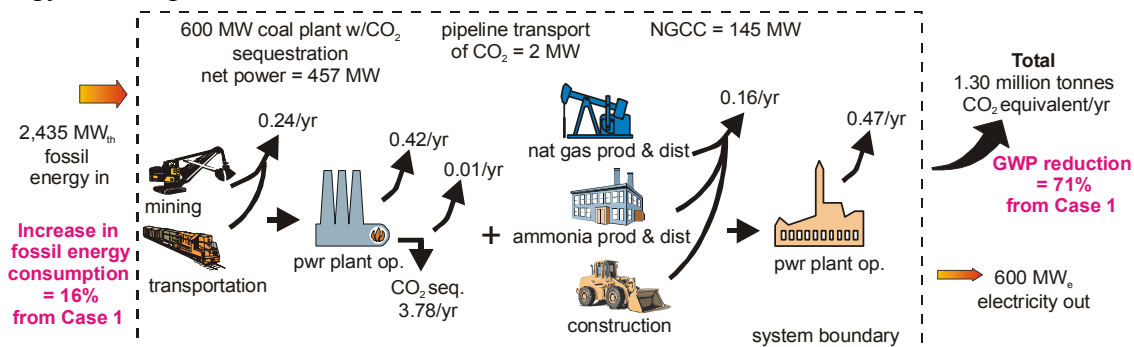 600 MW coal plant w/CO₂
sequestration
net power = 457 MW
pipeline transport
of CO₂ = 2 MW
NGCC = 145 MW
2,435 MWth
fossil
energy in
Increase in
fossil energy
consumption
= 16%
from Case 1
0.24/yr
mining
transportation
0.42/yr
0.01/yr
pwr plant op.
CO₂ seq.
3.78/yr
+
0.16/yr
nat gas prod & dist
ammonia prod & dist
construction
0.47/yr
pwr plant op.
system boundary
Total
1.30 million tonnes
CO₂ equivalent/yr
GWP reduction
= 71%
from Case 1
600 MWe
electricity out